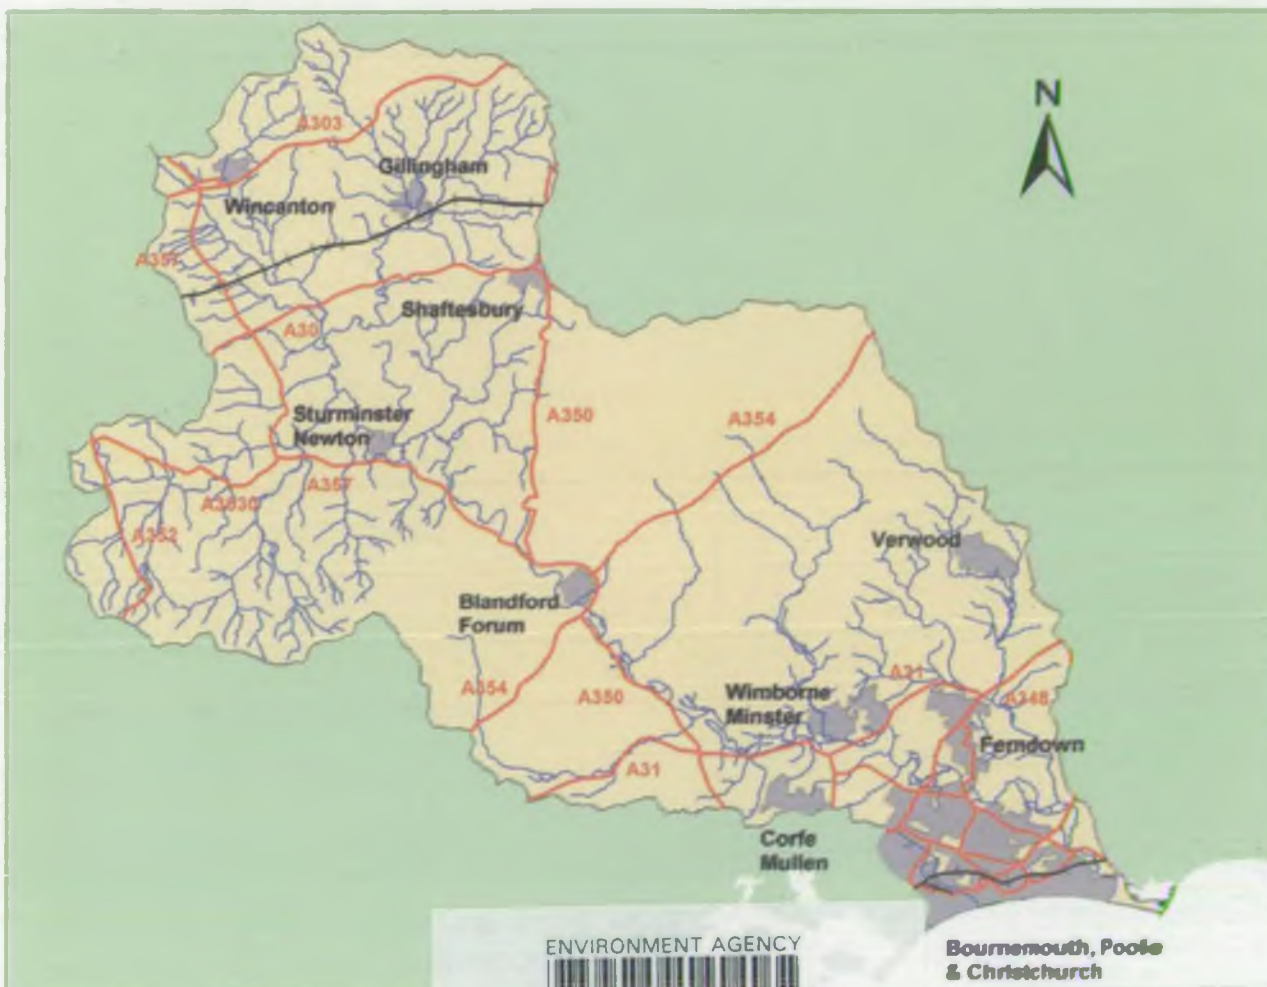 N
A303
Gillingham
Wincanton
A357
Shaftesbury
A30
Sturminster
Newton
A350
A354
A3030
A357
A352
Verwood
Blandford
Forum
A354
A350
Wimborne
Minster
A31
A348
Ferndown
A31
Corfe
Mullen
ENVIRONMENT AGENCY
Bournemouth, Poole
& Christchurch